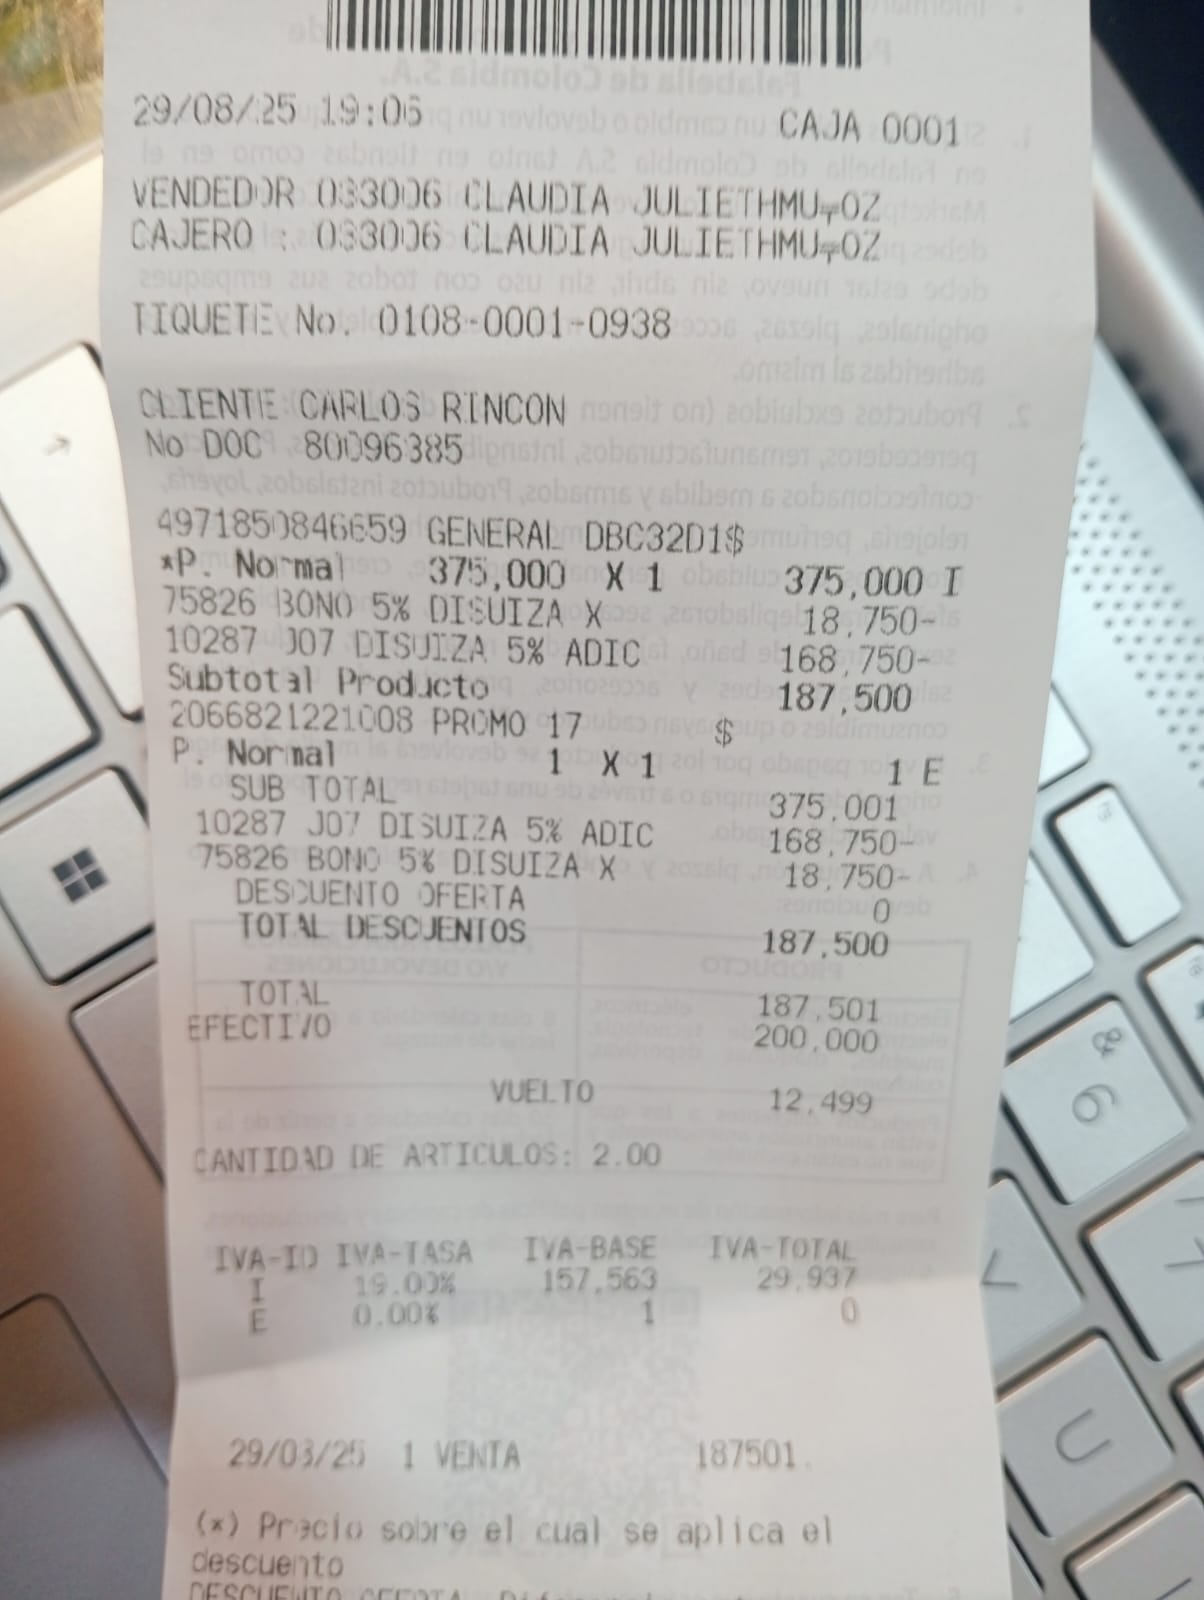 29/08/25 19:06 CAJA 0001
VENDEDOR 033006 CLAUDIA JULIETHMU╤OZ
CAJERO : 033006 CLAUDIA JULIETHMU╤OZ
TIQUETE No. 0108-0001-0938
CLIENTE CARLOS RINCON
No DOC 80096385
4971850846659 GENERAL DBC32D1$
*P. Normal 375,000 X 1 375,000 I
75826 BONO 5% DISUIZA X 18,750-
10287 J07 DISUIZA 5% ADIC 168,750-
Subtotal Producto 187,500
2066821221008 PROMO 17 $
P. Normal 1 X 1 1 E
SUB TOTAL 375,001
10287 J07 DISUIZA 5% ADIC 168,750-
75826 BONO 5% DISUIZA X 18,750-
DESCUENTO OFERTA 0
TOTAL DESCUENTOS 187,500
TOTAL 187,501
EFECTIVO 200,000
VUELTO 12,499
CANTIDAD DE ARTICULOS: 2.00
IVA-ID IVA-TASA IVA-BASE IVA-TOTAL
I 19.00% 157,563 29,937
E 0.00% 1 0
29/08/25 1 VENTA 187501.
(*) Precio sobre el cual se aplica el
descuento
DESCUENTO OFERTA